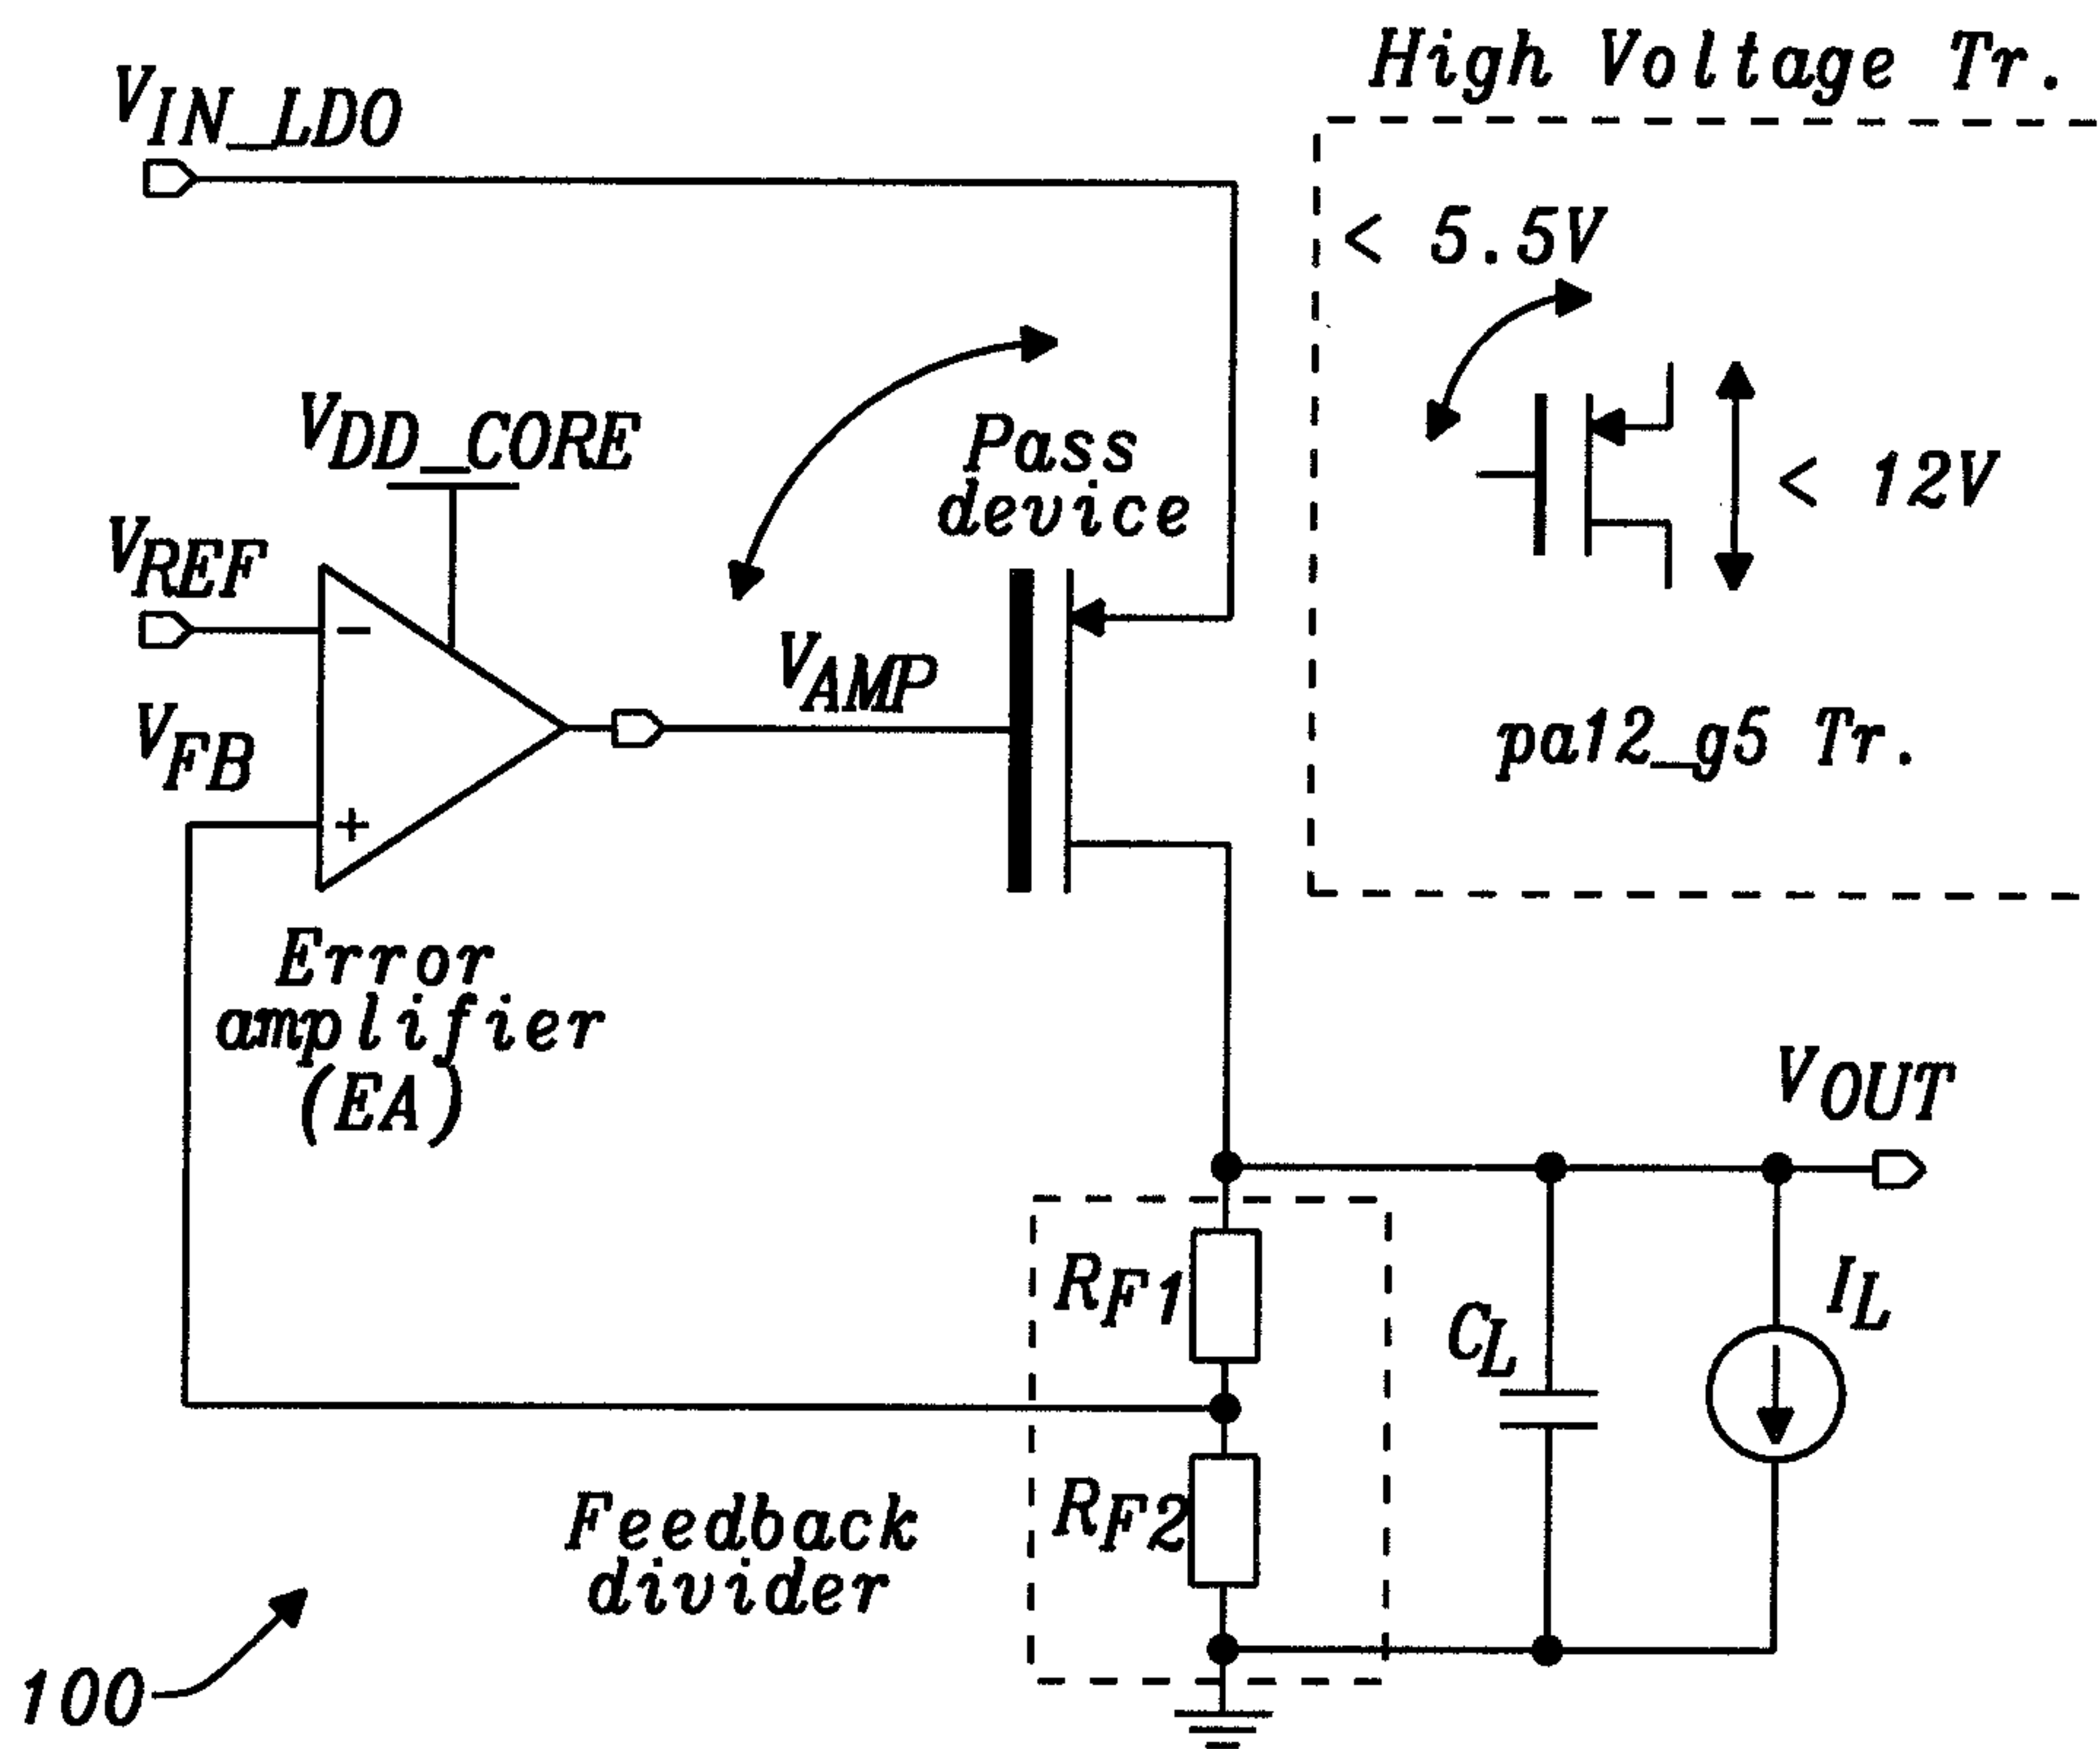 High Voltage Tr.
VIN_LDO
< 5.5V
VDD_CORE
Pass
device
< 12V
VREF
-
VAMP
VFB
pa12_g5 Tr.
+
Error
amplifier
(EA)
VOUT
RF1
IL
CL
RF2
Feedback
divider
100